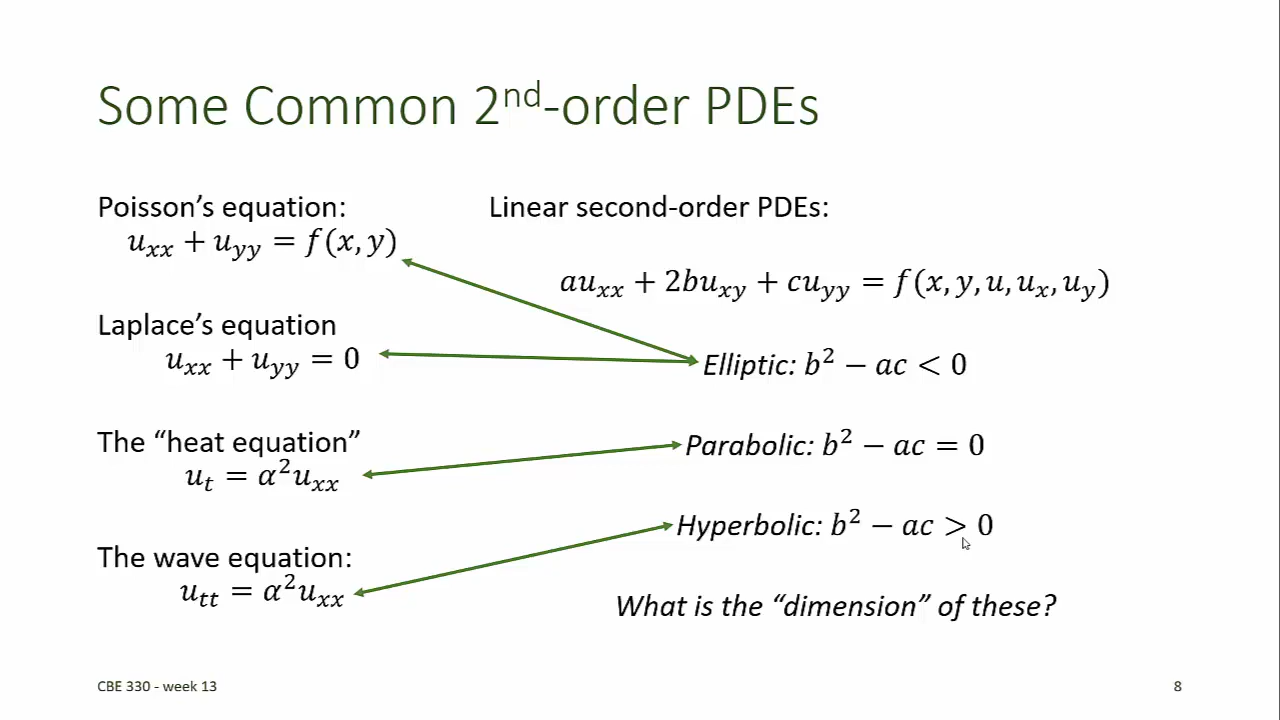 Some Common 2nd-order PDEs
Poisson's equation:
u_xx + u_yy = f(x, y)
Laplace's equation
u_xx + u_yy = 0
The “heat equation”
u_t = α²u_xx
The wave equation:
u_tt = α²u_xx
Linear second-order PDEs:
au_xx + 2bu_xy + cu_yy = f(x, y, u, u_x, u_y)
Elliptic: b² − ac < 0
Parabolic: b² − ac = 0
Hyperbolic: b² − ac > 0
What is the “dimension” of these?
CBE 330 - week 13
8